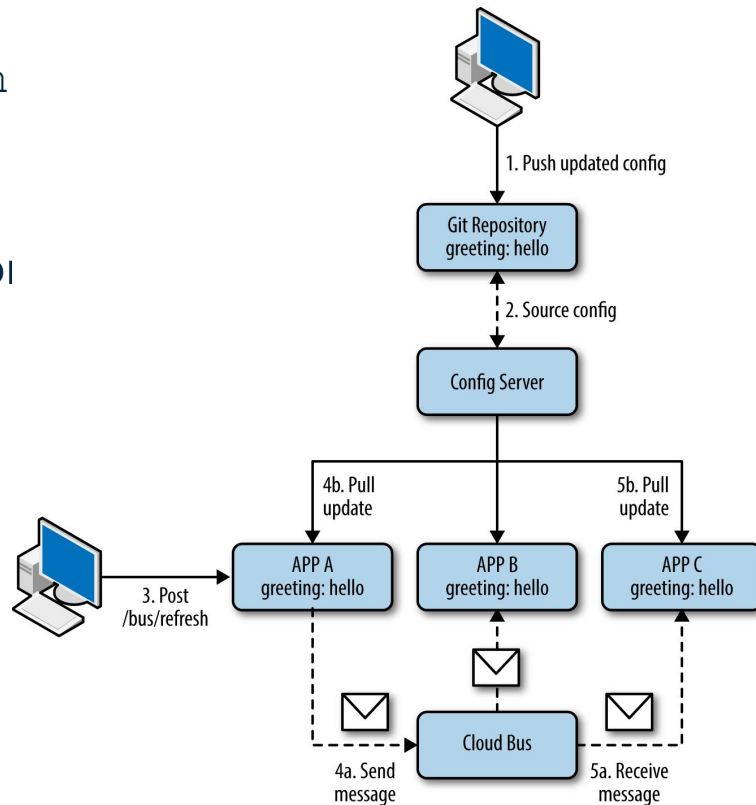 1. Push updated config
Git Repository
greeting: hello
2. Source config
Config Server
4b. Pull
update
5b. Pull
update
APP A
greeting: hello
APP B
greeting: hello
APP C
greeting: hello
3. Post
/bus/refresh
Cloud Bus
4a. Send
message
5a. Receive
message